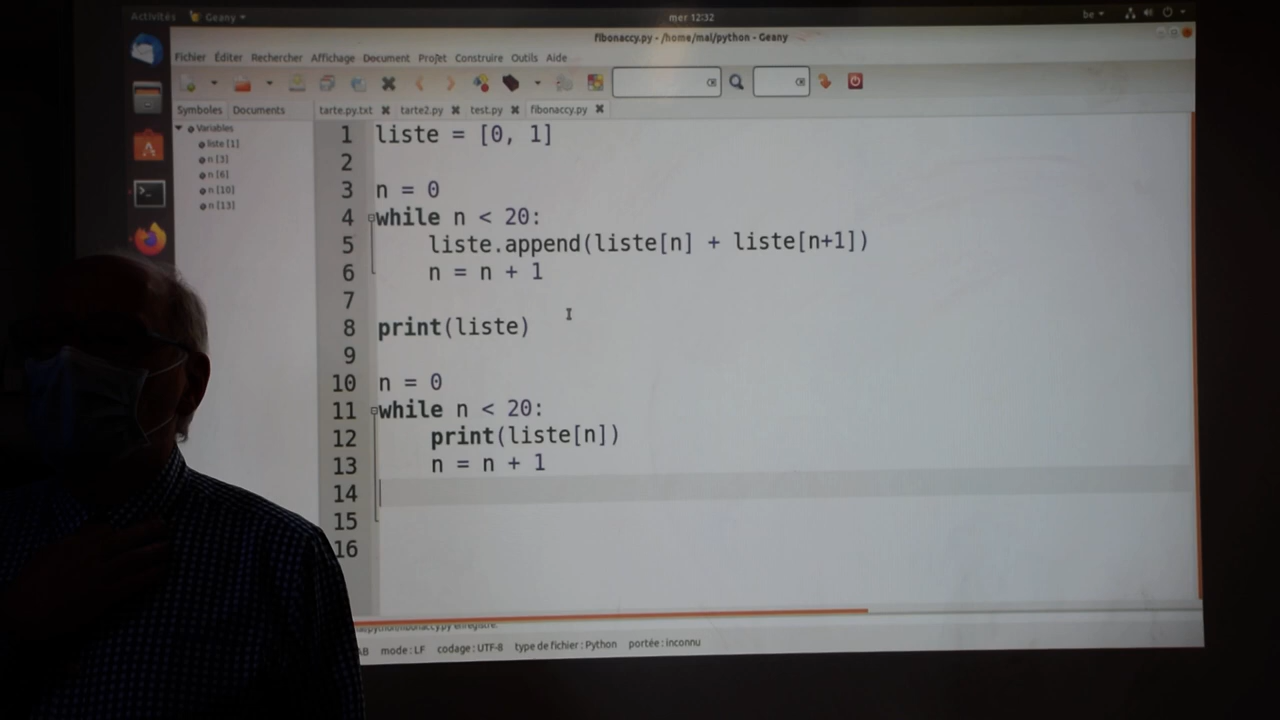 Activités Geany mer 12:32 be
fibonaccy.py - /home/mal/python - Geany
Fichier Éditer Rechercher Affichage Document Projet Construire Outils Aide
Symboles Documents tarte.py.txt tarte2.py test.py fibonaccy.py
Variables
liste [1]
n [3]
n [6]
n [10]
n [13]
1 liste = [0, 1]
2
3 n = 0
4 while n < 20:
5 liste.append(liste[n] + liste[n+1])
6 n = n + 1
7
8 print(liste)
9
10 n = 0
11 while n < 20:
12 print(liste[n])
13 n = n + 1
14
15
16
mode : LF codage : UTF-8 type de fichier : Python portée : inconnu